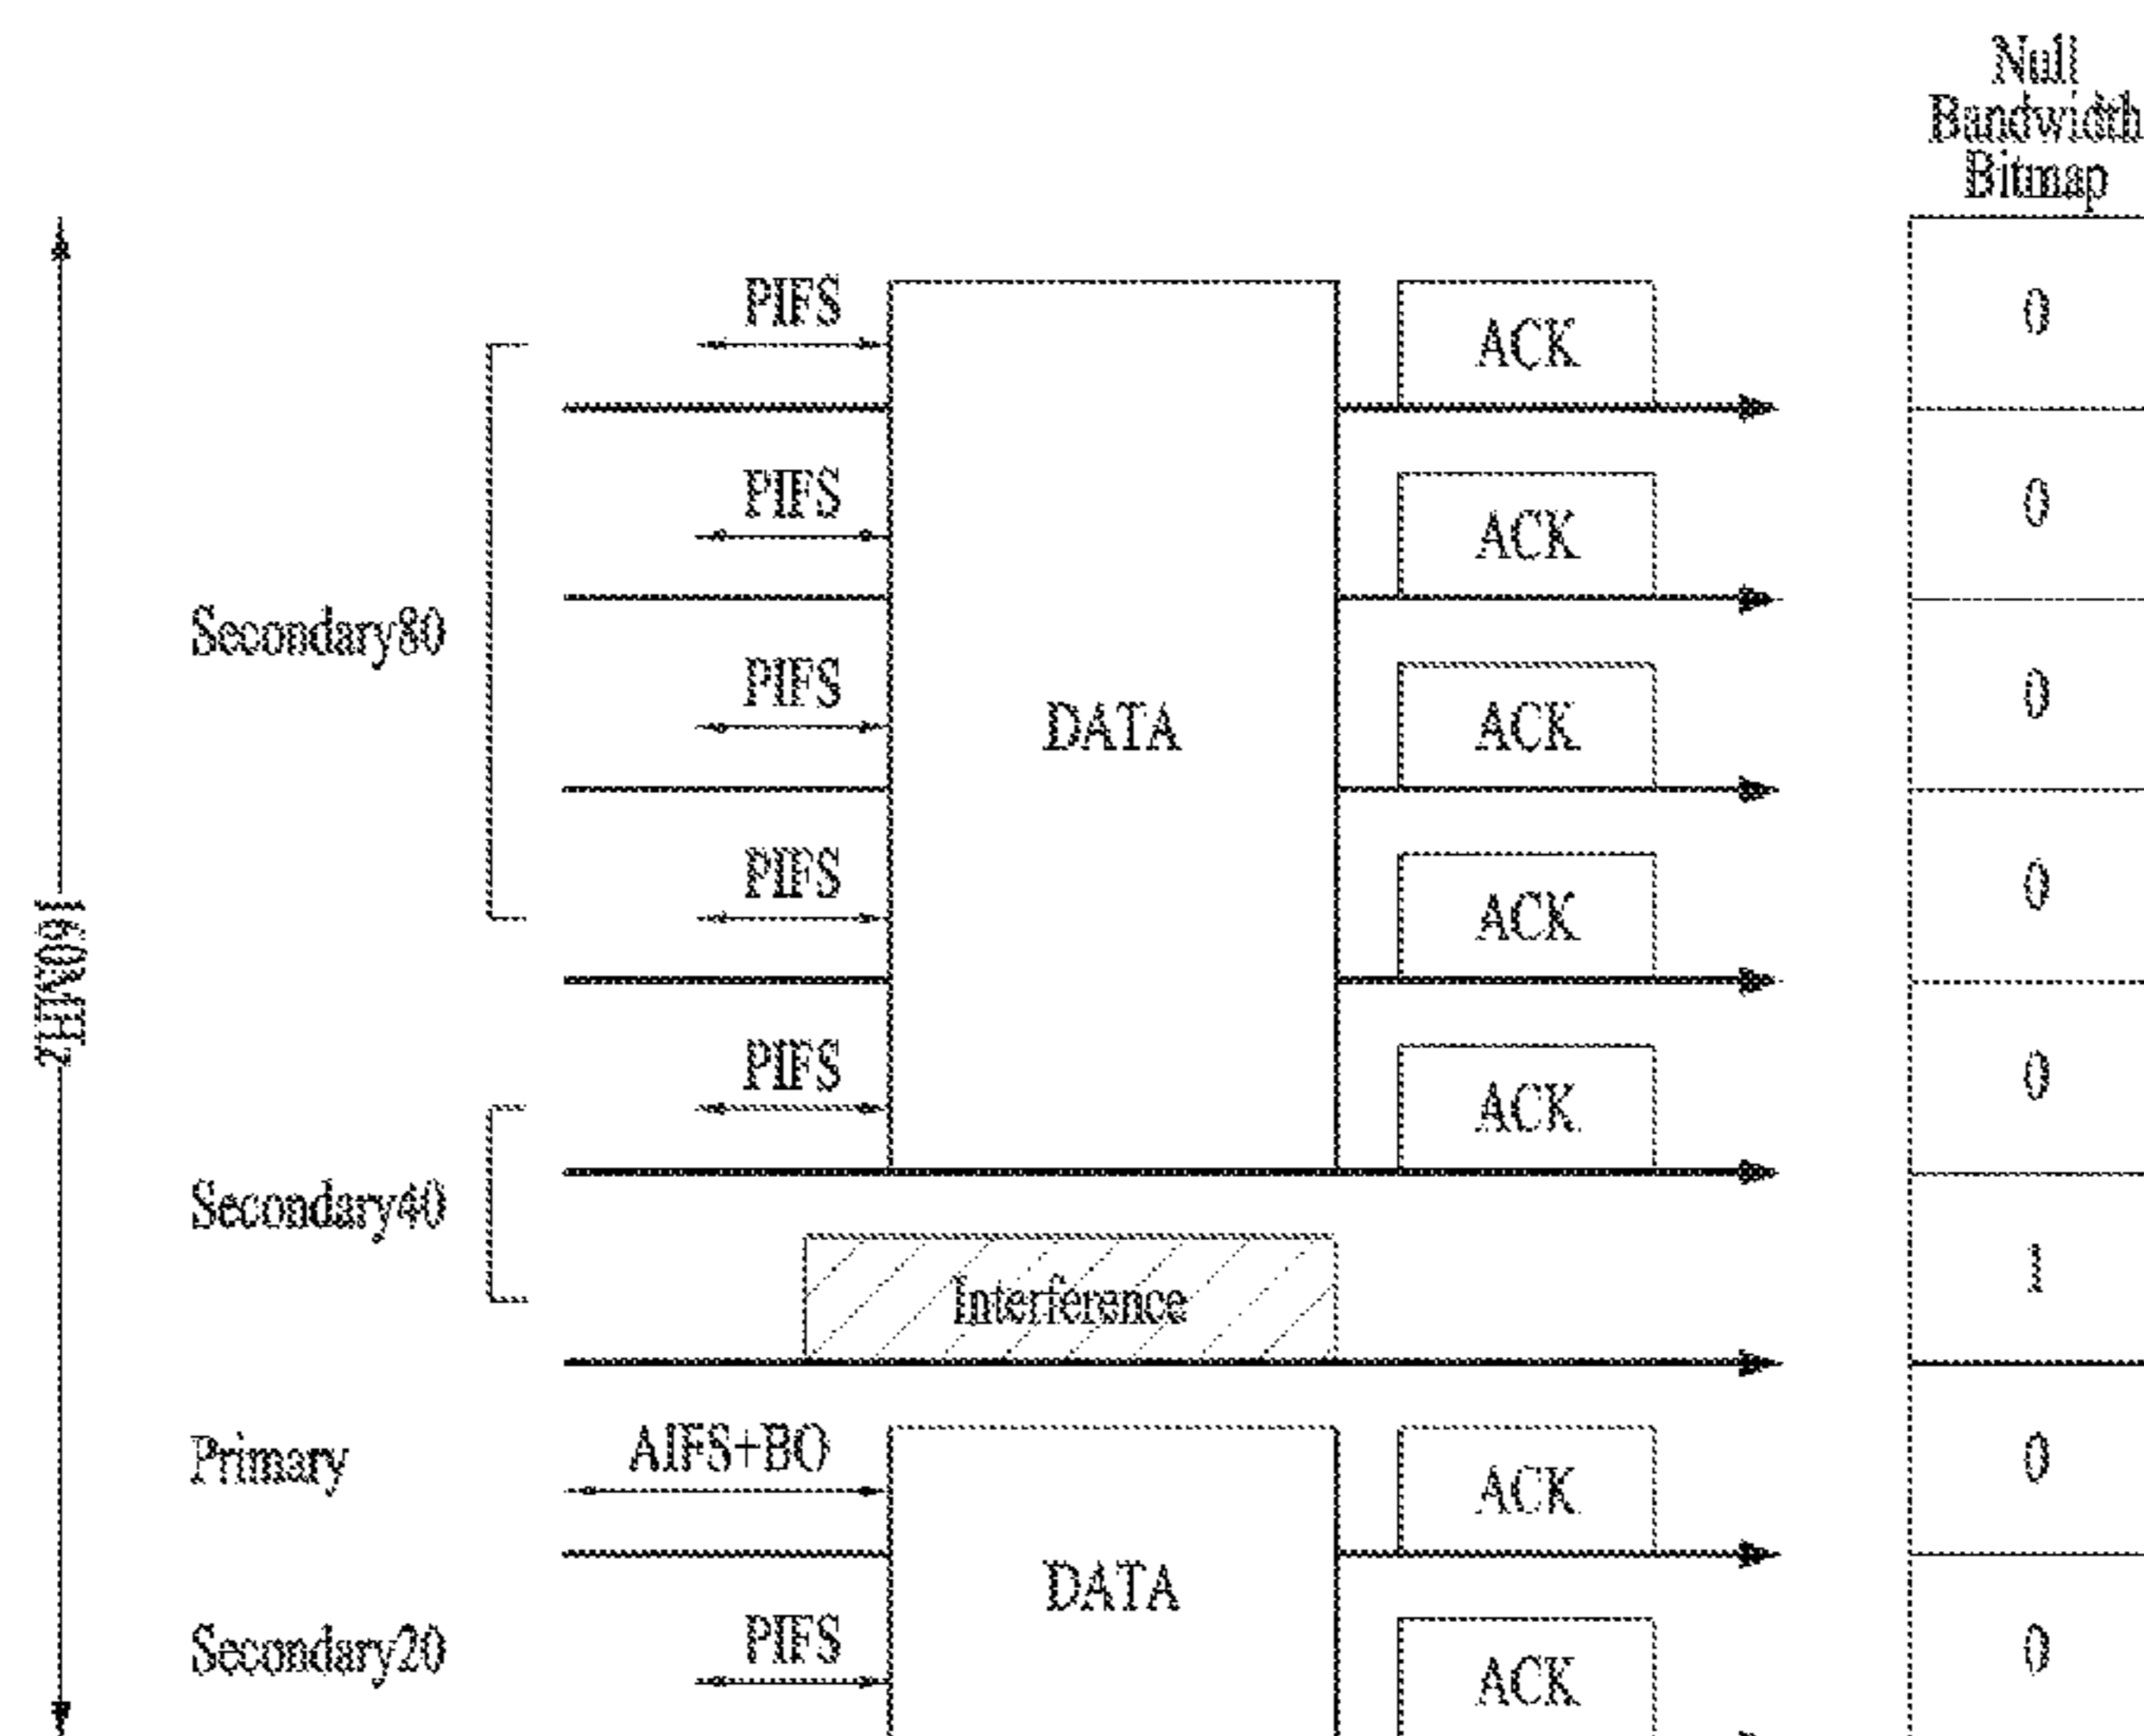 Null
Bandwidth
Bitmap
PIFS
ACK
0
PIFS
ACK
0
Secondary80
PIFS
DATA
ACK
0
PIFS
ACK
0
160MHz
PIFS
ACK
0
Secondary40
Interference
1
Primary
AIFS+BO
ACK
0
DATA
Secondary20
PIFS
ACK
0